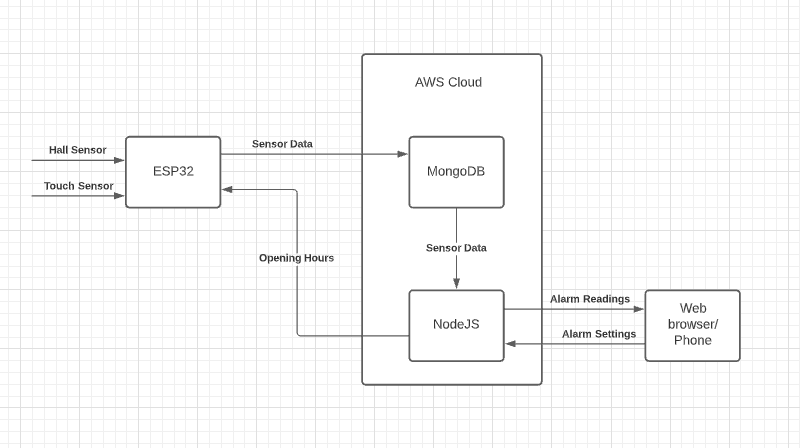 AWS Cloud
Hall Sensor
Touch Sensor
ESP32
Sensor Data
MongoDB
Sensor Data
Opening Hours
NodeJS
Alarm Readings
Alarm Settings
Web
browser/
Phone